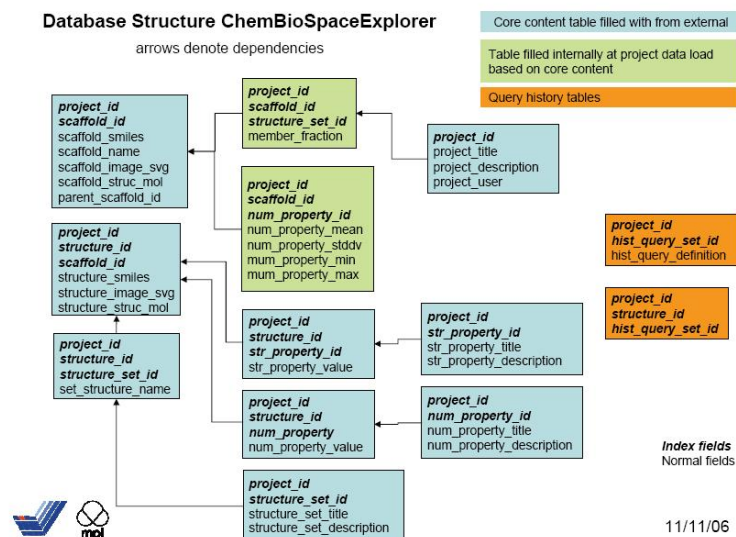 Database Structure ChemBioSpaceExplorer
arrows denote dependencies
Core content table filled with from external
Table filled internally at project data load
based on core content
Query history tables
project_id
scaffold_id
scaffold_smiles
scaffold_name
scaffold_image_svg
scaffold_struc_mol
parent_scaffold_id
project_id
scaffold_id
structure_set_id
member_fraction
project_id
project_title
project_description
project_user
project_id
scaffold_id
num_property_id
num_property_mean
num_property_stddv
mum_property_min
mum_property_max
project_id
structure_id
scaffold_id
structure_smiles
structure_image_svg
structure_struc_mol
project_id
hist_query_set_id
hist_query_definition
project_id
structure_id
hist_query_set_id
project_id
structure_id
str_property_id
str_property_value
project_id
str_property_id
str_property_title
str_property_description
project_id
structure_id
structure_set_id
set_structure_name
project_id
structure_id
num_property
num_property_value
project_id
num_property_id
num_property_title
num_property_description
Index fields
Normal fields
project_id
structure_set_id
structure_set_title
structure_set_description
mpi
11/11/06